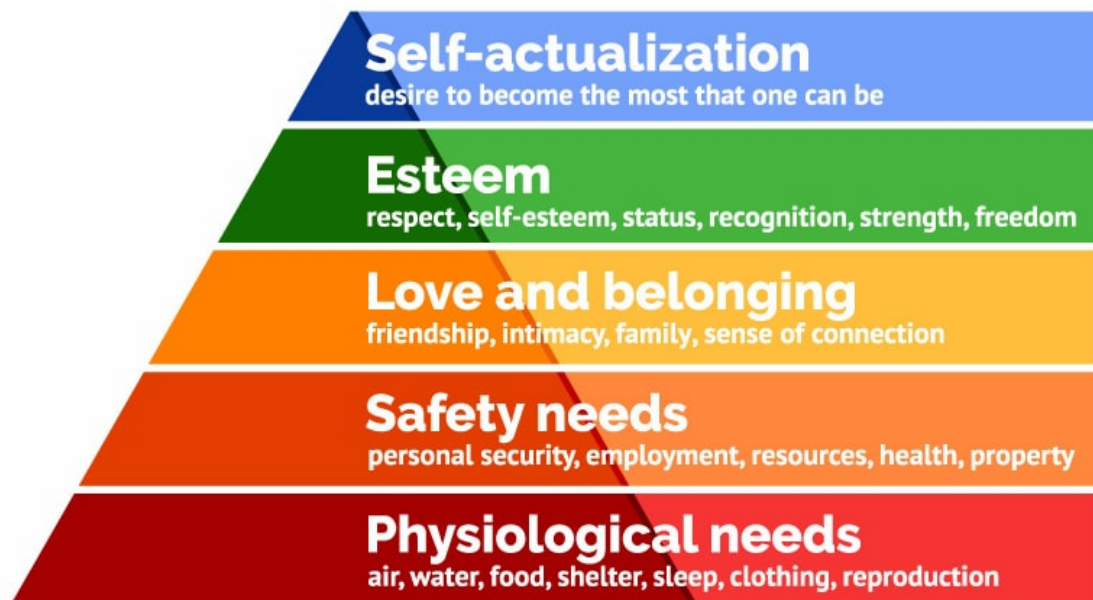 Self-actualization
desire to become the most that one can be
Esteem
respect, self-esteem, status, recognition, strength, freedom
Love and belonging
friendship, intimacy, family, sense of connection
Safety needs
personal security, employment, resources, health, property
Physiological needs
air, water, food, shelter, sleep, clothing, reproduction